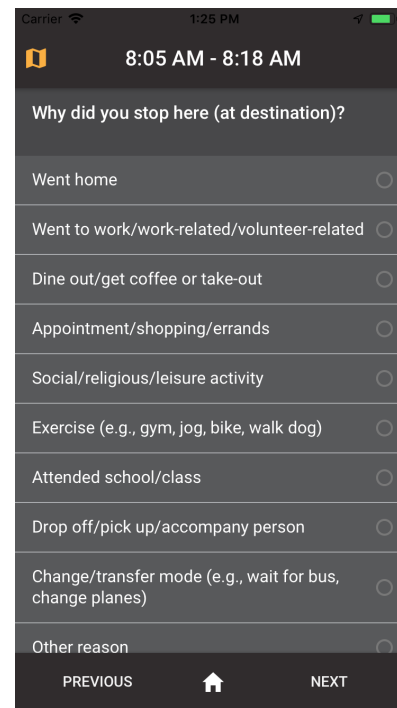 Carrier 1:25 PM
8:05 AM - 8:18 AM
Why did you stop here (at destination)?
Went home
Went to work/work-related/volunteer-related
Dine out/get coffee or take-out
Appointment/shopping/errands
Social/religious/leisure activity
Exercise (e.g., gym, jog, bike, walk dog)
Attended school/class
Drop off/pick up/accompany person
Change/transfer mode (e.g., wait for bus,
change planes)
Other reason
PREVIOUS NEXT